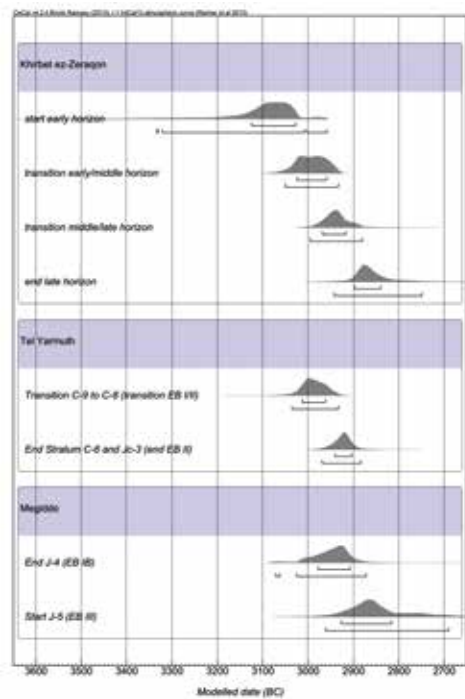 Khirbet ez-Zeraqon
start early horizon
transition early/middle horizon
transition middle/late horizon
end late horizon
Tel Yarmuth
Transition C-9 to C-8 (transition EB I/II)
End Stratum C-6 and Jc-3 (end EB II)
Megiddo
End J-4 (EB IB)
Start J-5 (EB III)
3600 3500 3400 3300 3200 3100 3000 2900 2800 2700
Modelled date (BC)